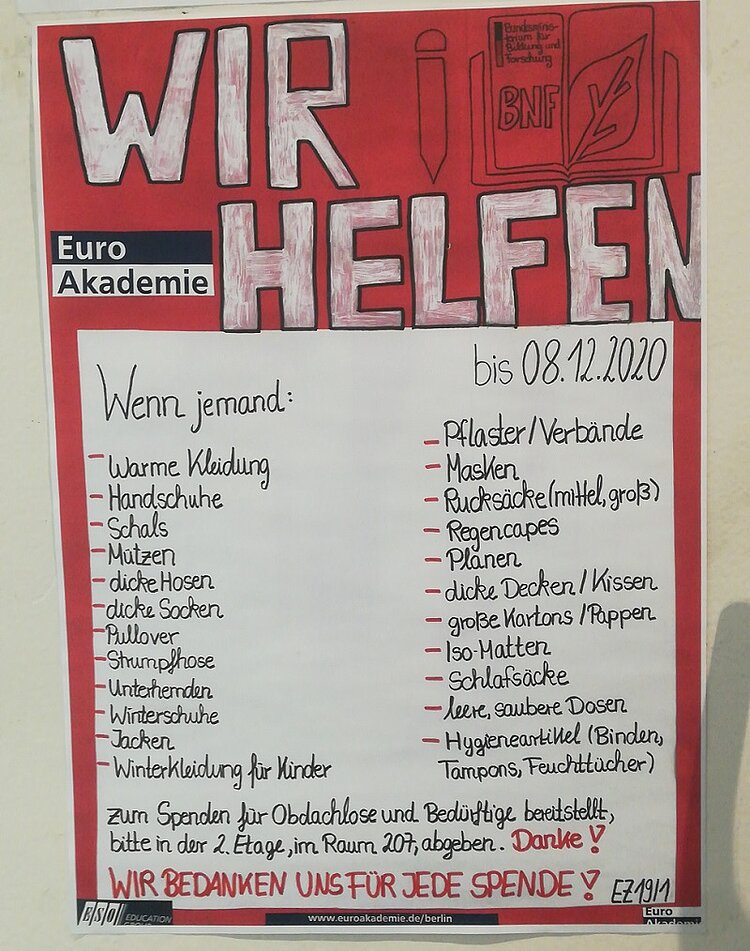 WIR
HELFEN
Bundesminis-
terium für
Bildung und
Forschung
BNF
Euro
Akademie
bis 08.12.2020
Wenn jemand:
– Warme Kleidung
– Handschuhe
– Schals
– Mützen
– dicke Hosen
– dicke Socken
– Pullover
– Strumpfhose
– Unterhemden
– Winterschuhe
– Jacken
– Winterkleidung für Kinder
– Pflaster/Verbände
– Masken
– Rucksäcke (mittel, groß)
– Regencapes
– Planen
– dicke Decken / Kissen
– große Kartons / Pappen
– Iso-Matten
– Schlafsäcke
– leere, saubere Dosen
– Hygieneartikel (Binden,
Tampons, Feuchttücher)
zum Spenden für Obdachlose und Bedürftige bereitstellt,
bitte in der 2. Etage, im Raum 207, abgeben. Danke!
WIR BEDANKEN UNS FÜR JEDE SPENDE!
EZ19/1
ESO EDUCATION
GROUP
www.euroakademie.de/berlin
Euro
Akademi